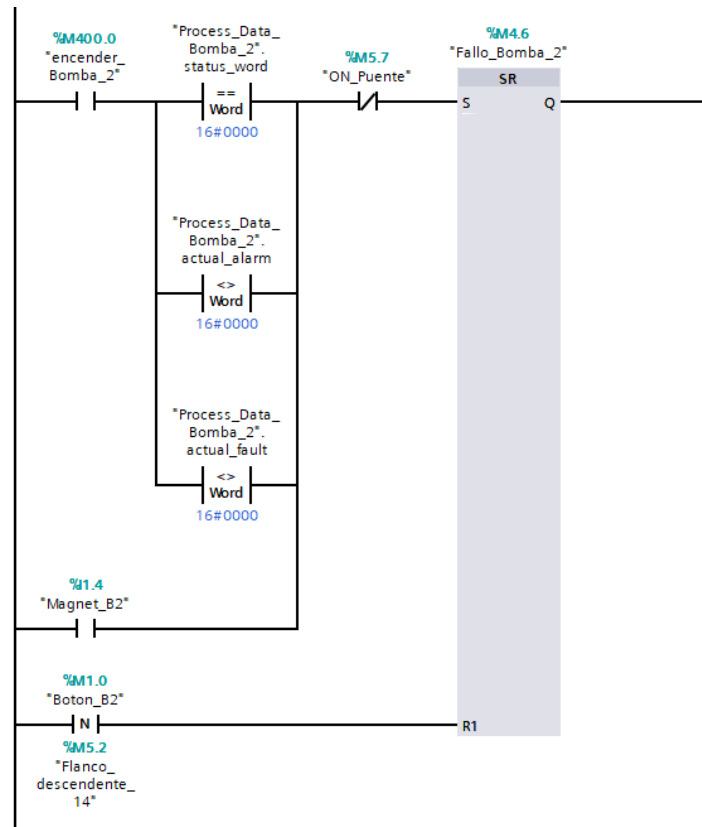 %M400.0
"encender_
Bomba_2"
"Process_Data_
Bomba_2".
status_word
==
Word
16#0000
%M5.7
"ON_Puente"
%M4.6
"Fallo_Bomba_2"
SR
S
Q
"Process_Data_
Bomba_2".
actual_alarm
<>
Word
16#0000
"Process_Data_
Bomba_2".
actual_fault
<>
Word
16#0000
%I1.4
"Magnet_B2"
%M1.0
"Boton_B2"
N
R1
%M5.2
"Flanco_
descendente_
14"